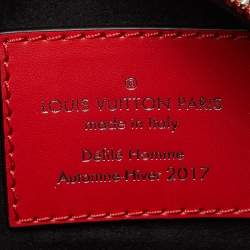 ®
LOUIS VUITTON PARIS
made in Italy
Défilé Homme
Automne-Hiver 2017